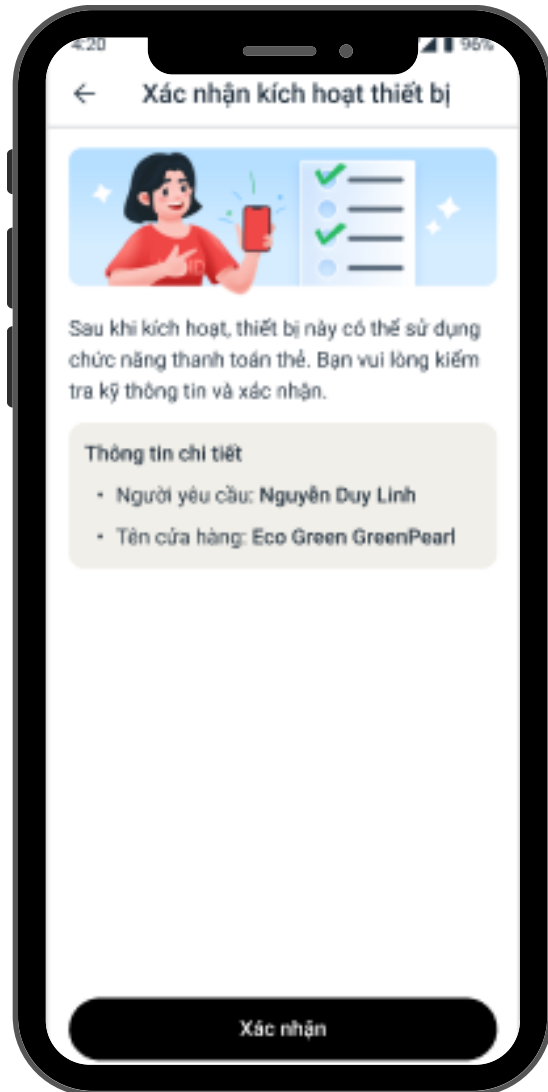 4:20
96%
Xác nhận kích hoạt thiết bị
Sau khi kích hoạt, thiết bị này có thể sử dụng
chức năng thanh toán thẻ. Bạn vui lòng kiểm
tra kỹ thông tin và xác nhận.
Thông tin chi tiết
• Người yêu cầu: Nguyễn Duy Linh
• Tên cửa hàng: Eco Green GreenPearl
Xác nhận